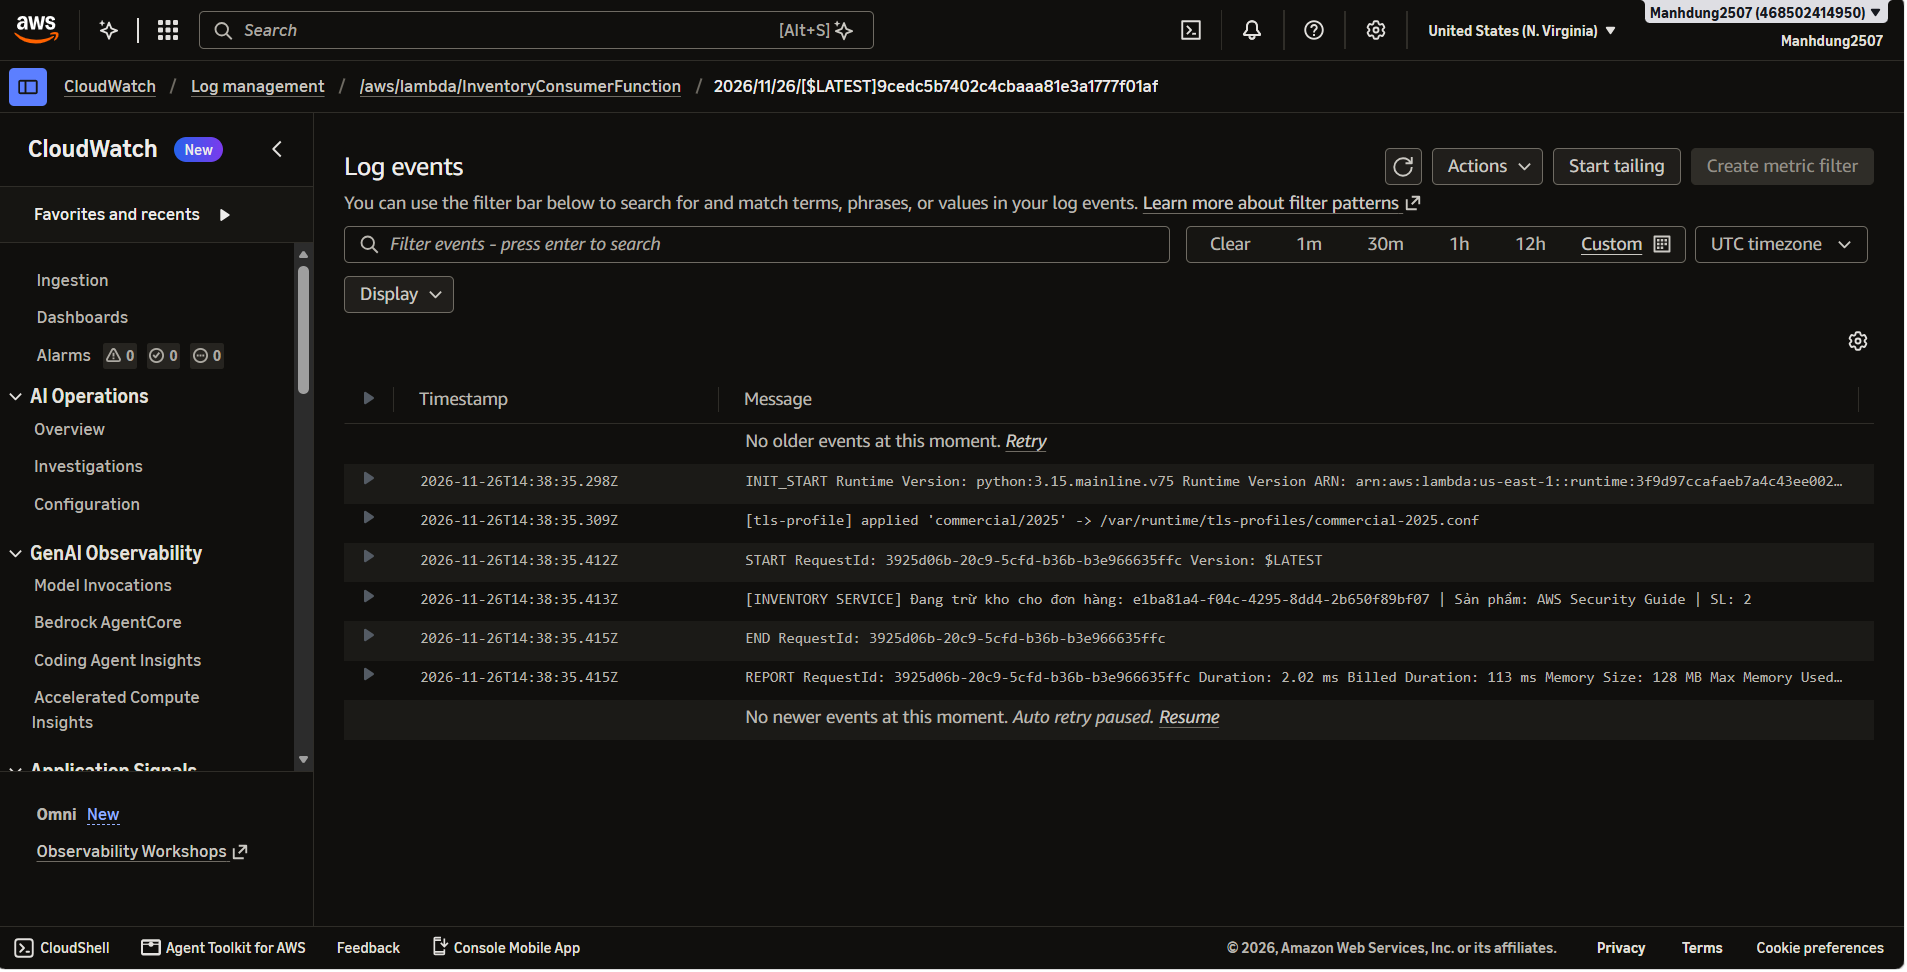 aws
Search [Alt+S]
United States (N. Virginia)
Manhdung2507 (468502414950)
Manhdung2507
CloudWatch / Log management / /aws/lambda/InventoryConsumerFunction / 2026/11/26/[$LATEST]9cedc5b7402c4cbaaa81e3a1777f01af
CloudWatch New
Favorites and recents
Ingestion
Dashboards
Alarms 0 0 0
AI Operations
Overview
Investigations
Configuration
GenAI Observability
Model Invocations
Bedrock AgentCore
Coding Agent Insights
Accelerated Compute
Insights
Application Signals
Omni New
Observability Workshops
Log events
Actions
Start tailing
Create metric filter
You can use the filter bar below to search for and match terms, phrases, or values in your log events. Learn more about filter patterns
Filter events - press enter to search
Clear 1m 30m 1h 12h Custom
UTC timezone
Display
Timestamp Message
No older events at this moment. Retry
2026-11-26T14:38:35.298Z INIT_START Runtime Version: python:3.15.mainline.v75 Runtime Version ARN: arn:aws:lambda:us-east-1::runtime:3f9d97ccafaeb7a4c43ee002…
2026-11-26T14:38:35.309Z [tls-profile] applied 'commercial/2025' -> /var/runtime/tls-profiles/commercial-2025.conf
2026-11-26T14:38:35.412Z START RequestId: 3925d06b-20c9-5cfd-b36b-b3e966635ffc Version: $LATEST
2026-11-26T14:38:35.413Z [INVENTORY SERVICE] Đang trừ kho cho đơn hàng: e1ba81a4-f04c-4295-8dd4-2b650f89bf07 | Sản phẩm: AWS Security Guide | SL: 2
2026-11-26T14:38:35.415Z END RequestId: 3925d06b-20c9-5cfd-b36b-b3e966635ffc
2026-11-26T14:38:35.415Z REPORT RequestId: 3925d06b-20c9-5cfd-b36b-b3e966635ffc Duration: 2.02 ms Billed Duration: 113 ms Memory Size: 128 MB Max Memory Used…
No newer events at this moment. Auto retry paused. Resume
CloudShell
Agent Toolkit for AWS
Feedback
Console Mobile App
© 2026, Amazon Web Services, Inc. or its affiliates.
Privacy
Terms
Cookie preferences